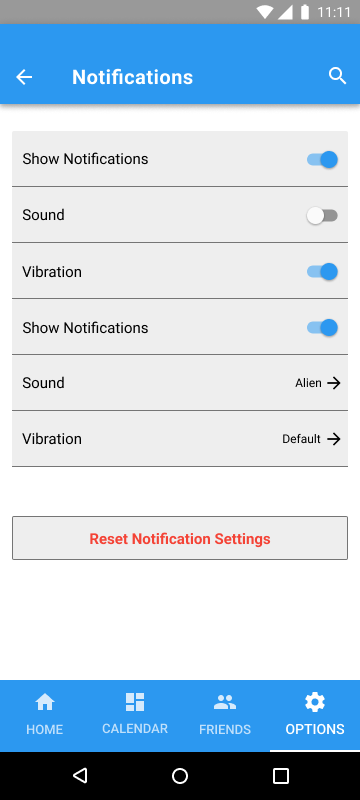 11:11
Notifications
Show Notifications
Sound
Vibration
Show Notifications
Sound Alien
Vibration Default
Reset Notification Settings
HOME CALENDAR FRIENDS OPTIONS